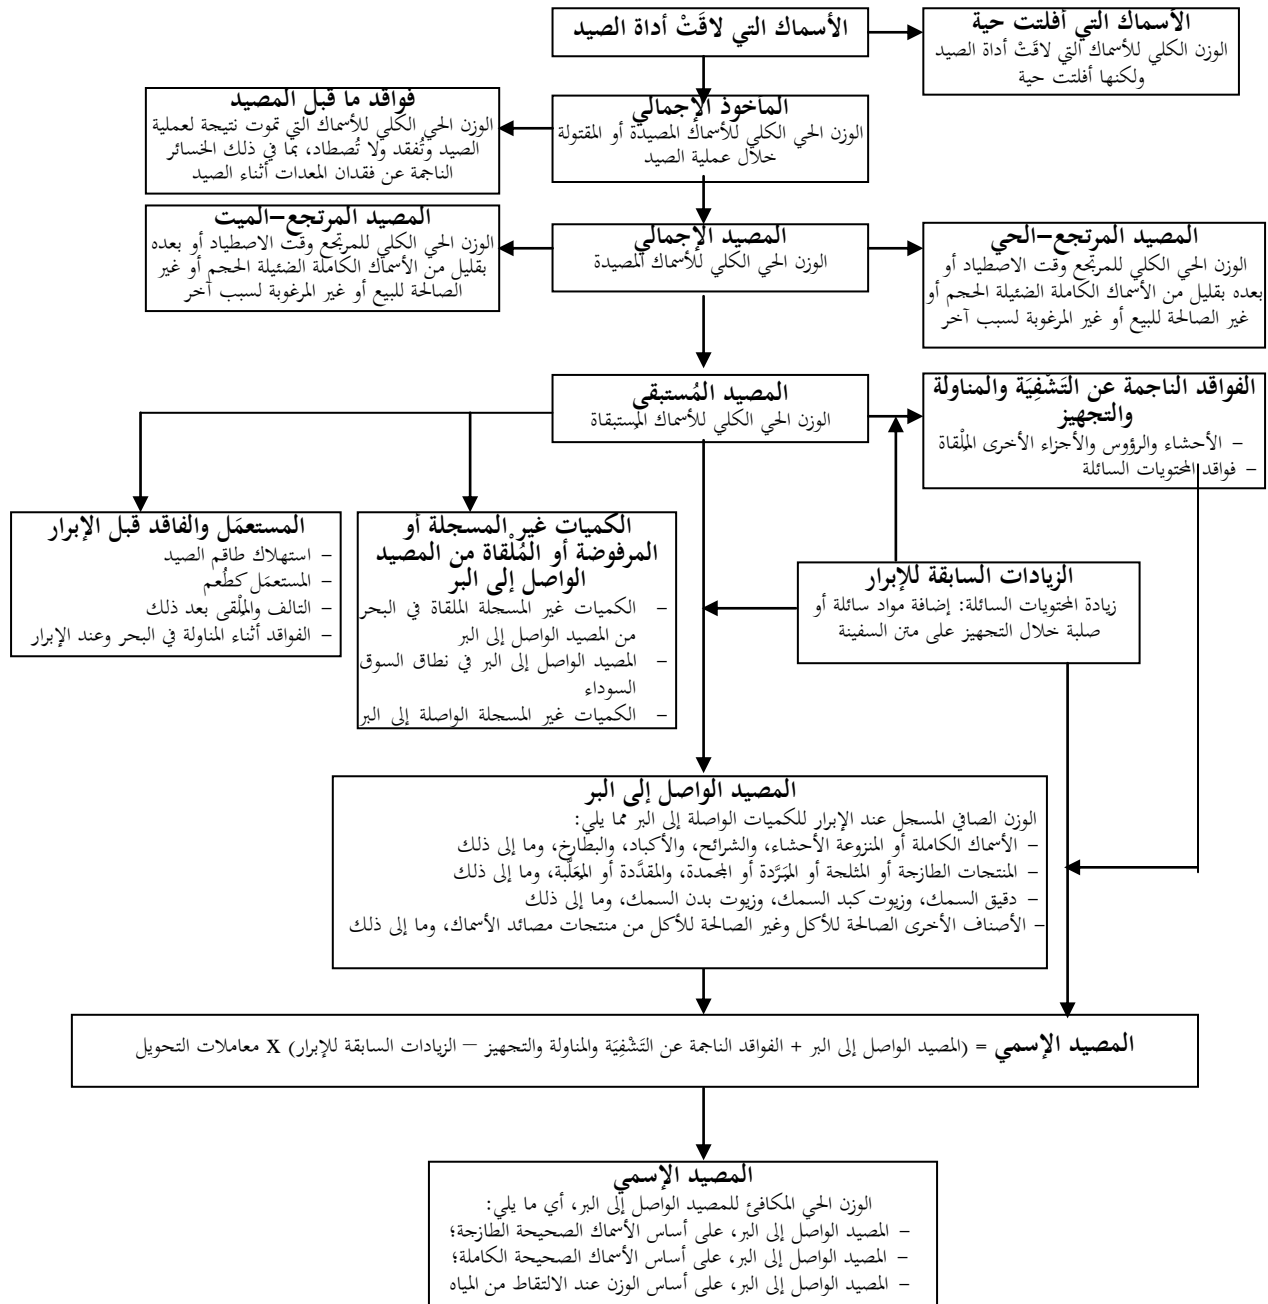 الأسماك التي لاقَتْ أداة الصيد
الأسماك التي أفلتت حية
الوزن الكلي للأسماك التي لاقَتْ أداة الصيد
ولكنها أفلتت حية
المأخوذ الإجمالي
الوزن الحي الكلي للأسماك المصيدة أو المقتولة
خلال عملية الصيد
فواقد ما قبل المصيد
الوزن الحي الكلي للأسماك التي تموت نتيجة لعملية
الصيد وتُفقد ولا تُصطاد، بما في ذلك الخسائر
الناجمة عن فقدان المعدات أثناء الصيد
المصيد الإجمالي
الوزن الحي الكلي للأسماك المصيدة
المصيد المرتجع–الحي
الوزن الحي الكلي للمرتجع وقت الاصطياد أو
بعده بقليل من الأسماك الكاملة الضئيلة الحجم أو
غير الصالحة للبيع أو غير المرغوبة لسبب آخر
المصيد المرتجع–الميت
الوزن الحي الكلي للمرتجع وقت الاصطياد أو بعده
بقليل من الأسماك الكاملة الضئيلة الحجم أو غير
الصالحة للبيع أو غير المرغوبة لسبب آخر
المصيد المُستبقى
الوزن الحي الكلي للأسماك المُستبقاة
الفواقد الناجمة عن التَشْفِيَة والمناولة
والتجهيز
– الأحشاء والرؤوس والأجزاء الأخرى المُلْقاة
– فواقد المحتويات السائلة
الكميات غير المسجلة أو
المرفوضة أو المُلْقاة من المصيد
الواصل إلى البر
– الكميات غير المسجلة الملقاة في البحر
من المصيد الواصل إلى البر
– المصيد الواصل إلى البر في نطاق السوق
السوداء
– الكميات غير المسجلة الواصلة إلى البر
المستعمَل والفاقد قبل الإبرار
– استهلاك طاقم الصيد
– المستعمَل كطُعم
– التالف والمُلْقى بعد ذلك
– الفواقد أثناء المناولة في البحر وعند الإبرار
الزيادات السابقة للإبرار
زيادة المحتويات السائلة: إضافة مواد سائلة أو
صلبة خلال التجهيز على متن السفينة
المصيد الواصل إلى البر
الوزن الصافي المسجل عند الإبرار للكميات الواصلة إلى البر مما يلي:
– الأسماك الكاملة أو المنزوعة الأحشاء، والشرائح، والأكباد، والبطارخ، وما إلى ذلك
– المنتجات الطازجة أو المثلجة أو المبَرَّدة أو المجمدة، والمقدَّدة أو المعَلَّبة، وما إلى ذلك
– دقيق السمك، وزيوت كبد السمك، وزيوت بدن السمك، وما إلى ذلك
– الأصناف الأخرى الصالحة للأكل وغير الصالحة للأكل من منتجات مصائد الأسماك، وما إلى ذلك
المصيد الإسمي = (المصيد الواصل إلى البر + الفواقد الناجمة عن التَشْفِيَة والمناولة والتجهيز – الزيادات السابقة للإبرار) X معاملات التحويل
المصيد الإسمي
الوزن الحي المكافئ للمصيد الواصل إلى البر، أي ما يلي:
– المصيد الواصل إلى البر، على أساس الأسماك الصحيحة الطازجة؛
– المصيد الواصل إلى البر، على أساس الأسماك الصحيحة الكاملة؛
– المصيد الواصل إلى البر، على أساس الوزن عند الالتقاط من المياه